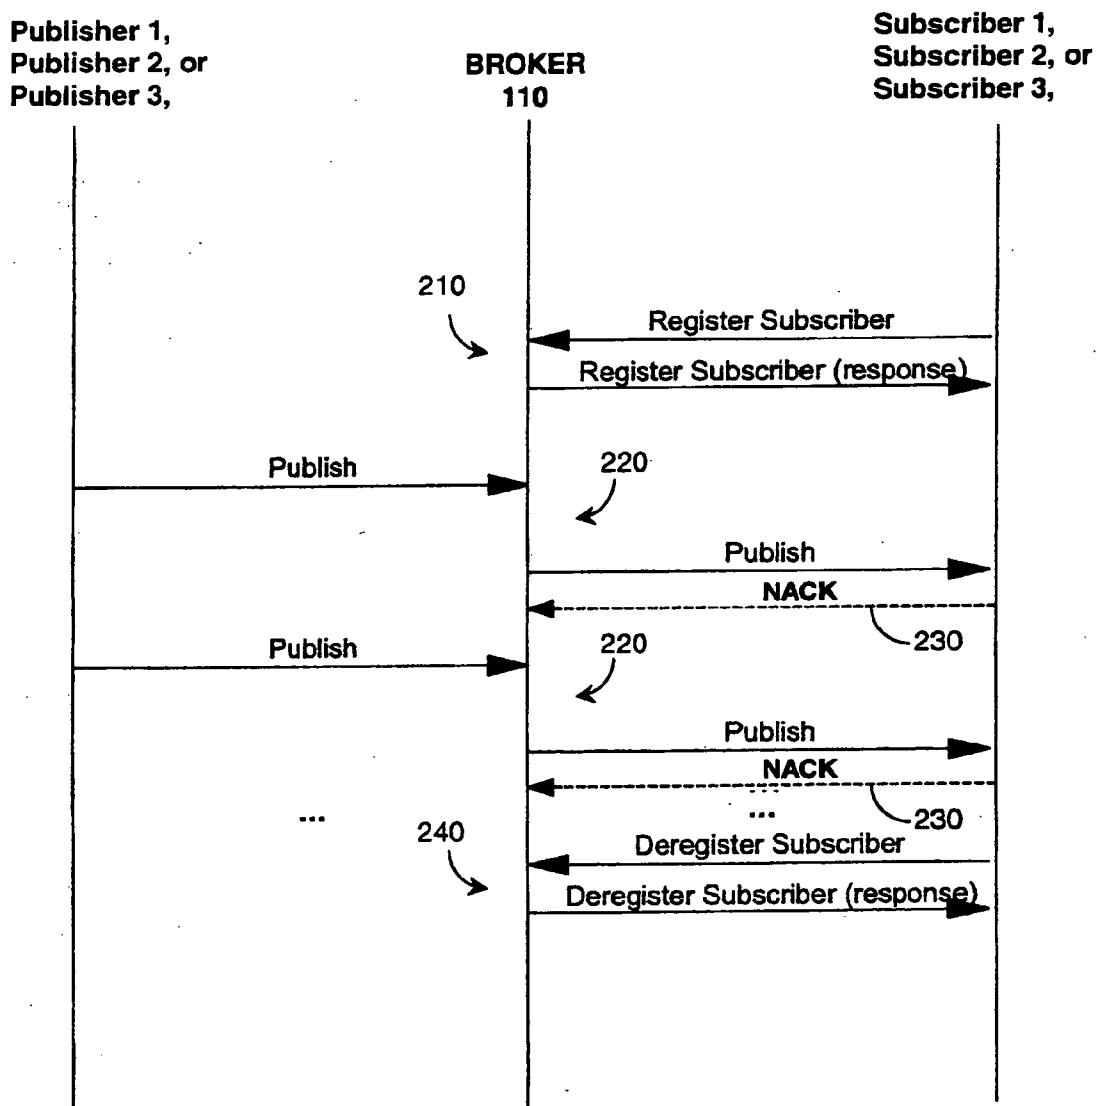 Publisher 1,
Publisher 2, or
Publisher 3,
BROKER
110
Subscriber 1,
Subscriber 2, or
Subscriber 3,
210
Register Subscriber
Register Subscriber (response)
Publish
220
Publish
NACK
230
Publish
220
Publish
NACK
...
...
230
240
Deregister Subscriber
Deregister Subscriber (response)